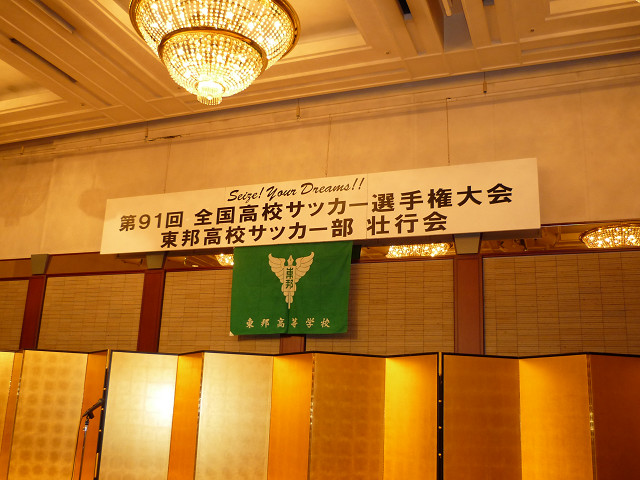 Seize! Your Dreams!!
第91回 全国高校サッカー選手権大会
東邦高校サッカー部 壮行会
東邦
東邦高等学校